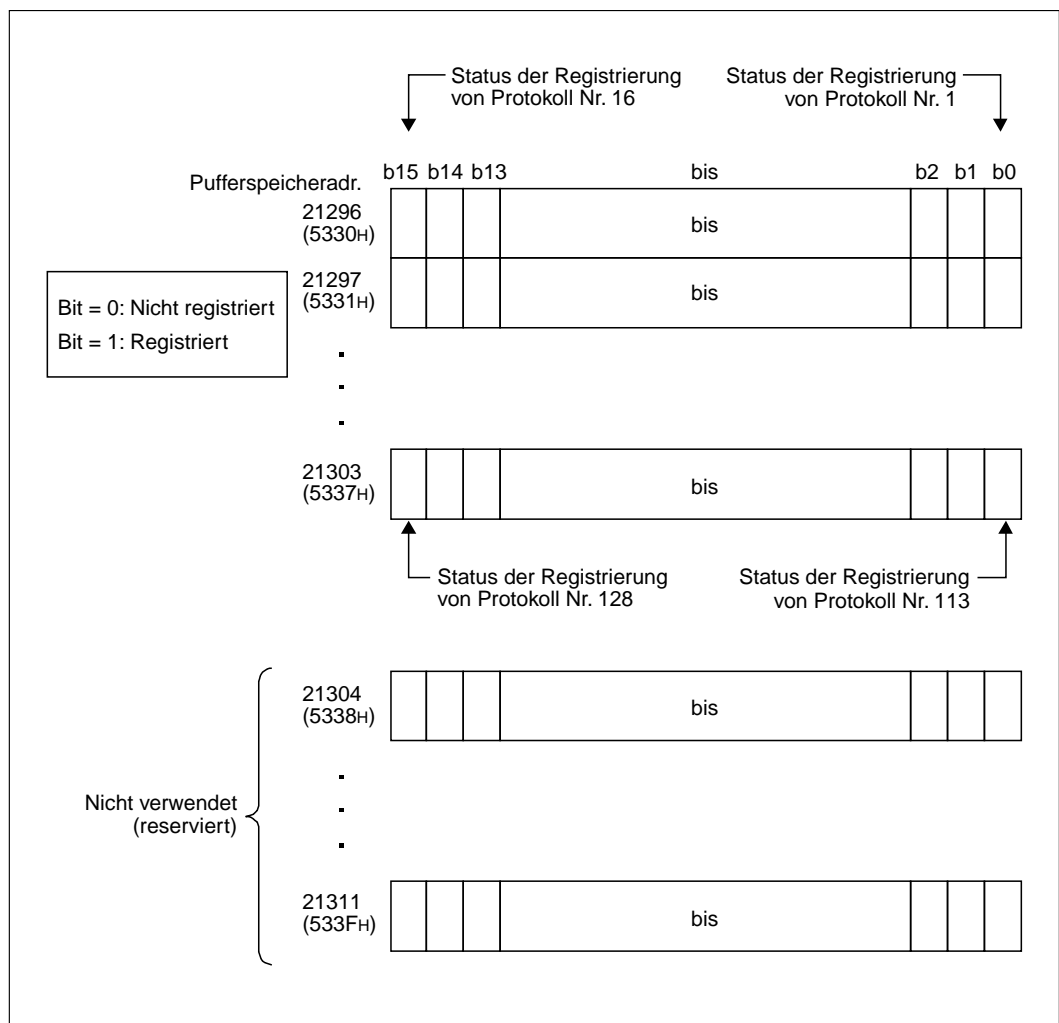 Status der Registrierung
von Protokoll Nr. 16
Status der Registrierung
von Protokoll Nr. 1
Pufferspeicheradr.
b15 b14 b13 bis b2 b1 b0
21296
(5330H)
bis
21297
(5331H)
bis
Bit = 0: Nicht registriert
Bit = 1: Registriert
21303
(5337H)
bis
Status der Registrierung
von Protokoll Nr. 128
Status der Registrierung
von Protokoll Nr. 113
21304
(5338H)
bis
Nicht verwendet
(reserviert)
21311
(533FH)
bis